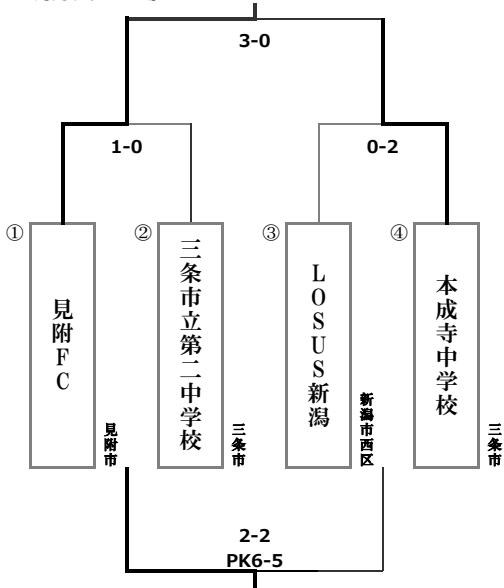 3-0
1-0
0-2
①
見附FC
見附市
②
三条市立第二中学校
三条市
③
LOSUS新潟
新潟市西区
④
本成寺中学校
三条市
2-2
PK6-5